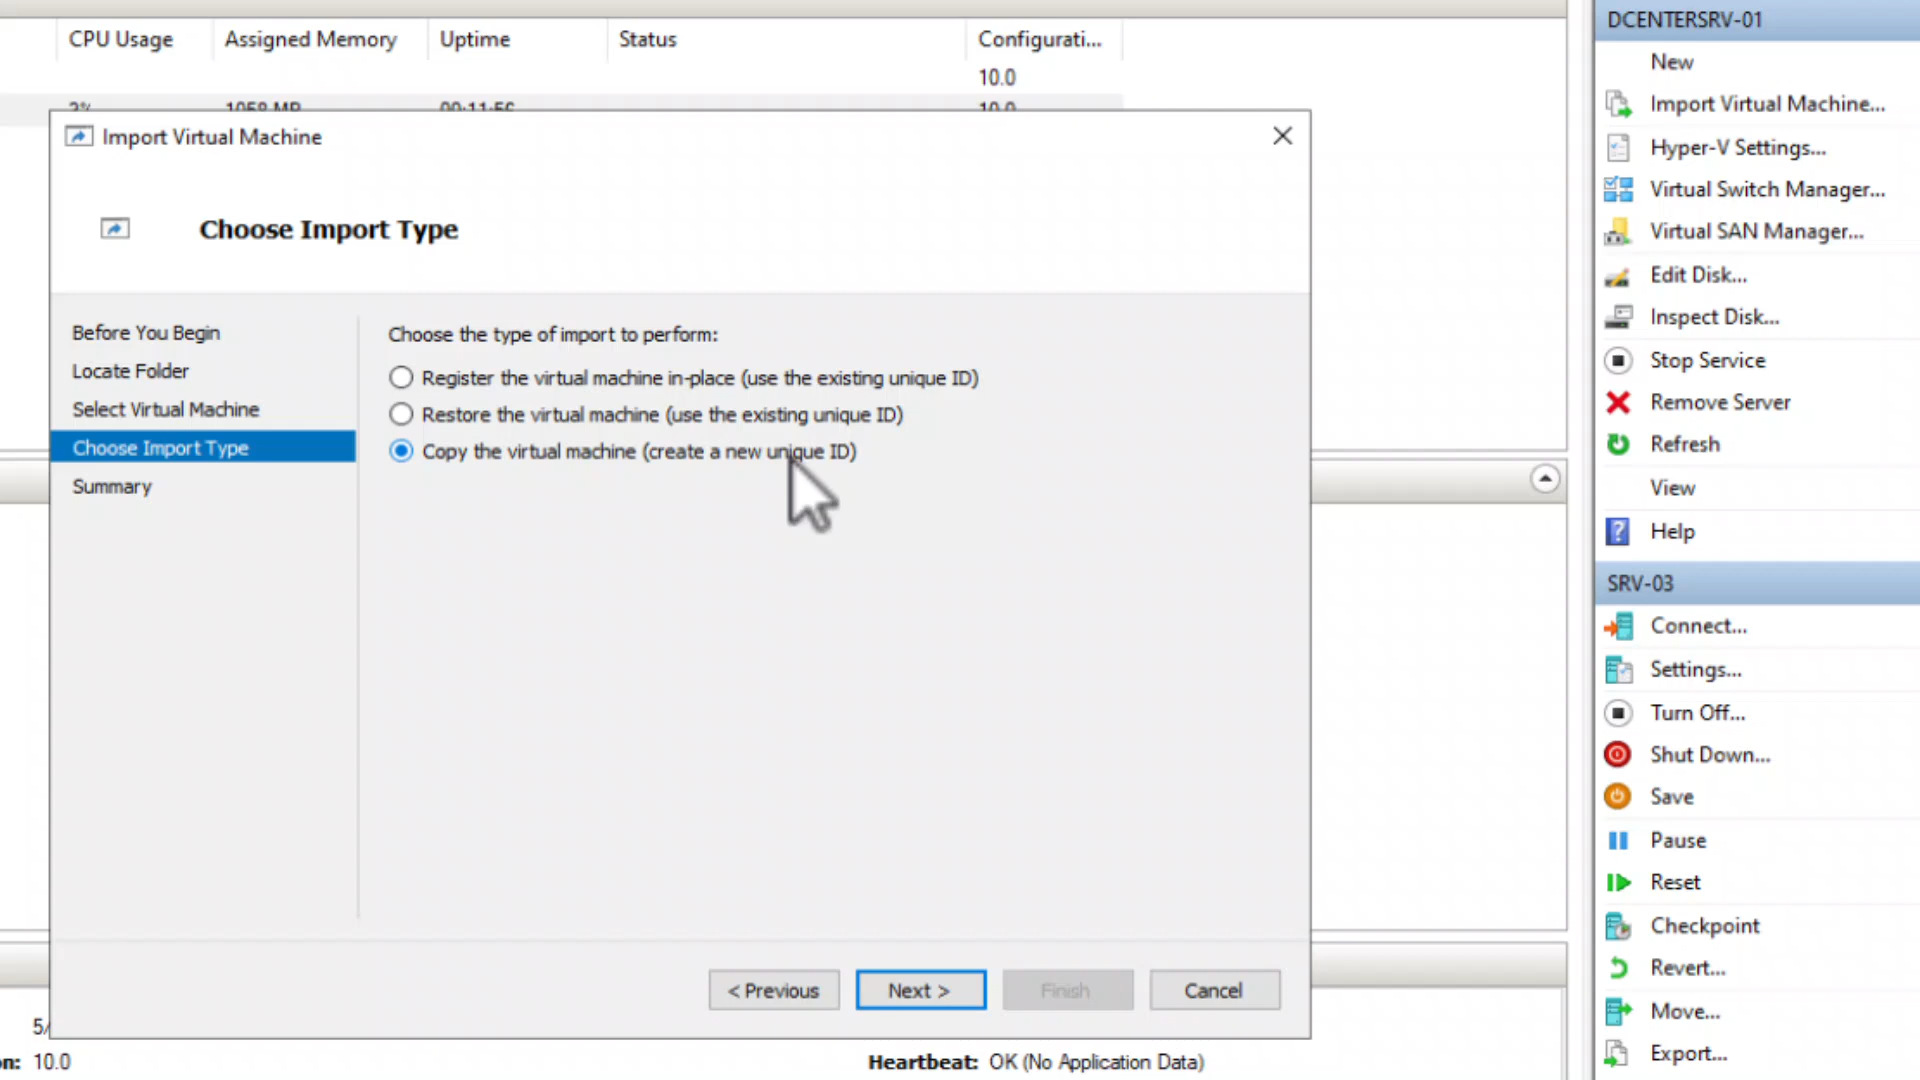 CPU Usage Assigned Memory Uptime Status Configurati...
10.0
Import Virtual Machine
Choose Import Type
Before You Begin
Locate Folder
Select Virtual Machine
Choose Import Type
Summary
Choose the type of import to perform:
Register the virtual machine in-place (use the existing unique ID)
Restore the virtual machine (use the existing unique ID)
Copy the virtual machine (create a new unique ID)
< Previous Next > Finish Cancel
5/
on: 10.0 Heartbeat: OK (No Application Data)
DCENTERSRV-01
New
Import Virtual Machine...
Hyper-V Settings...
Virtual Switch Manager...
Virtual SAN Manager...
Edit Disk...
Inspect Disk...
Stop Service
Remove Server
Refresh
View
Help
SRV-03
Connect...
Settings...
Turn Off...
Shut Down...
Save
Pause
Reset
Checkpoint
Revert...
Move...
Export...